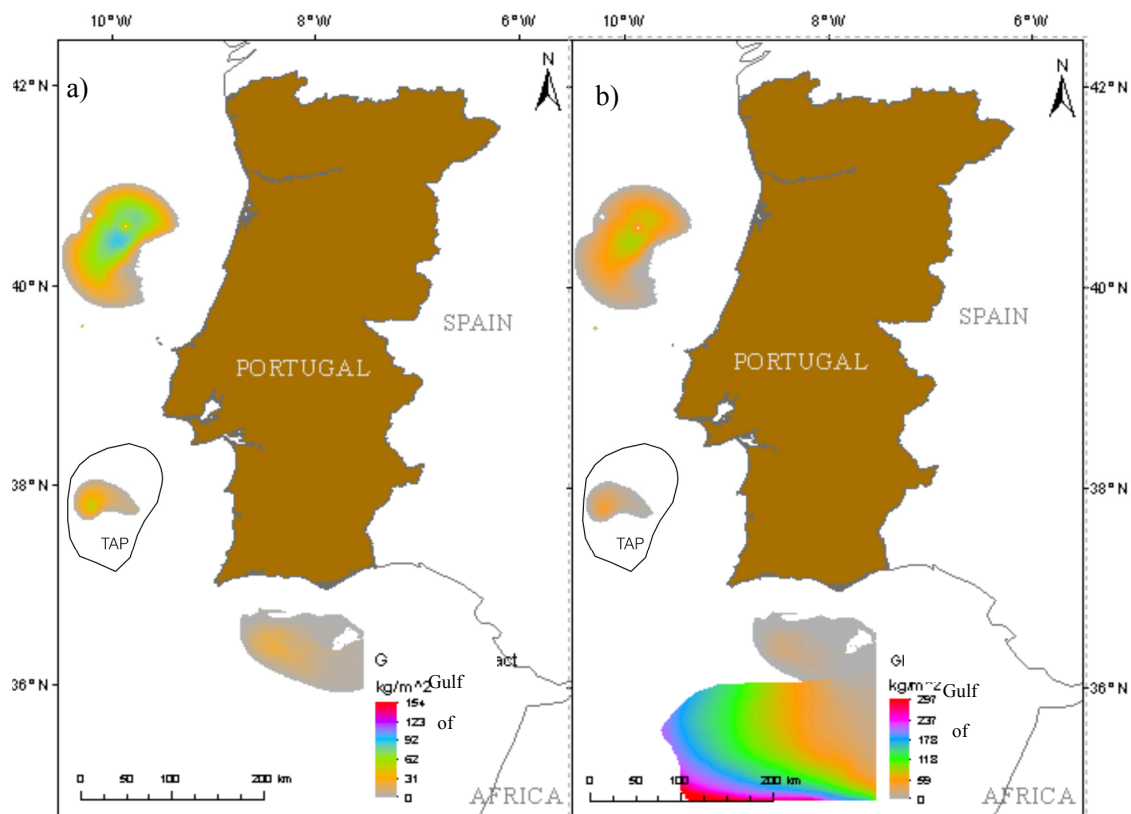 10°W 8°W 6°W 10°W 8°W 6°W
a)
N
42°N
40°N
SPAIN
PORTUGAL
38°N
TAP
36°N
G act
kg/m^2
Gulf
of
154
123
92
62
31
0
0 50 100 200 km
AFRICA
b)
N
42°N
40°N
SPAIN
PORTUGAL
38°N
TAP
36°N
kg/m^2
Gulf
of
297
237
178
118
59
0
0 50 100 200 km
AFRICA